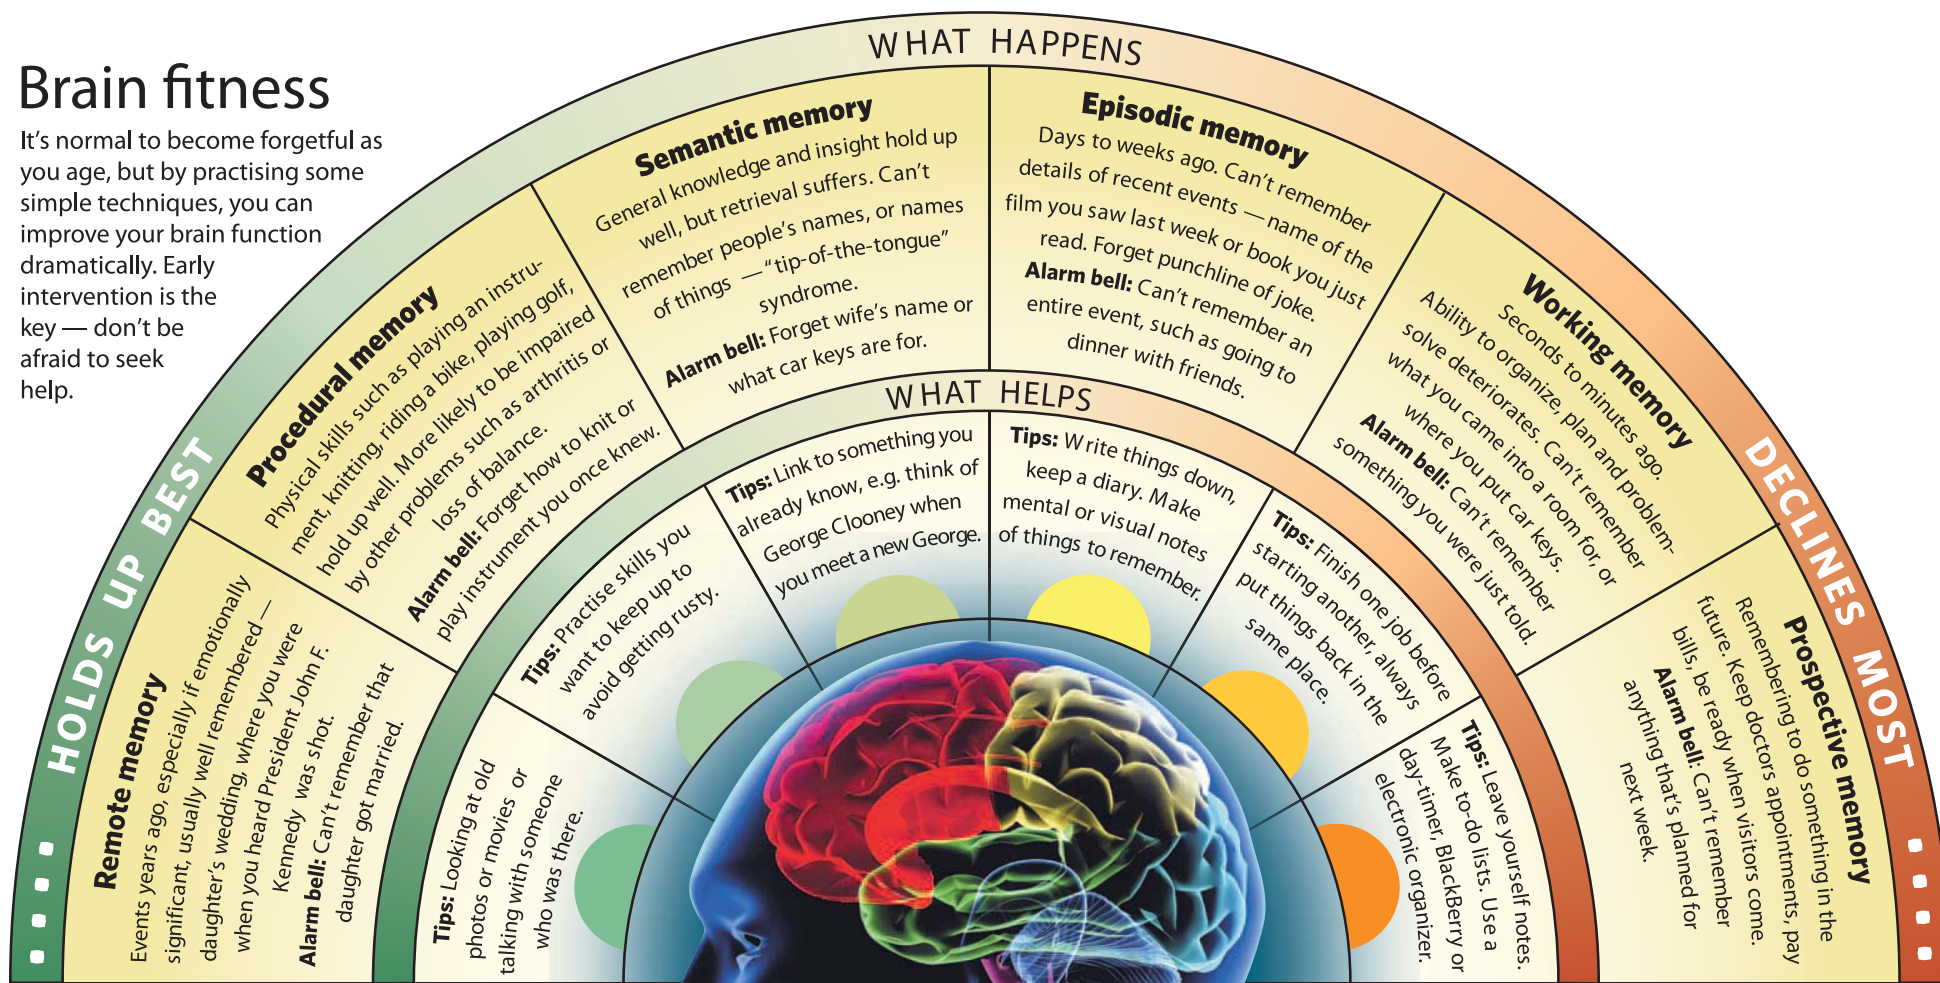 Brain fitness
It's normal to become forgetful as
you age, but by practising some
simple techniques, you can
improve your brain function
dramatically. Early
intervention is the
key — don't be
afraid to seek
help.
WHAT HAPPENS
HOLDS UP BEST
DECLINES MOST
Remote memory
Events years ago, especially if emotionally
significant, usually well remembered —
daughter's wedding, where you were
when you heard President John F.
Kennedy was shot.
Alarm bell: Can't remember that
daughter got married.
Procedural memory
Physical skills such as playing an instru-
ment, knitting, riding a bike, playing golf,
hold up well. More likely to be impaired
by other problems such as arthritis or
loss of balance.
Alarm bell: Forget how to knit or
play instrument you once knew.
Semantic memory
General knowledge and insight hold up
well, but retrieval suffers. Can't
remember people's names, or names
of things — "tip-of-the-tongue"
syndrome.
Alarm bell: Forget wife's name or
what car keys are for.
Episodic memory
Days to weeks ago. Can't remember
details of recent events — name of the
film you saw last week or book you just
read. Forget punchline of joke.
Alarm bell: Can't remember an
entire event, such as going to
dinner with friends.
Working memory
Seconds to minutes ago.
Ability to organize, plan and problem-
solve deteriorates. Can't remember
what you came into a room for, or
where you put car keys.
Alarm bell: Can't remember
something you were just told.
Prospective memory
Remembering to do something in the
future. Keep doctors appointments, pay
bills, be ready when visitors come.
Alarm bell: Can't remember
anything that's planned for
next week.
WHAT HELPS
Tips: Looking at old
photos or movies or
talking with someone
who was there.
Tips: Practise skills you
want to keep up to
avoid getting rusty.
Tips: Link to something you
already know, e.g. think of
George Clooney when
you meet a new George.
Tips: Write things down,
keep a diary. Make
mental or visual notes
of things to remember.
Tips: Finish one job before
starting another, always
put things back in the
same place.
Tips: Leave yourself notes.
Make to-do lists. Use a
day-timer, BlackBerry or
electronic organizer.